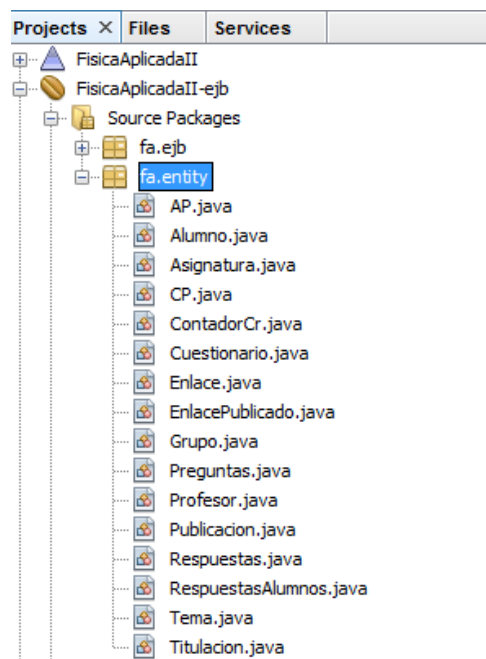 Projects × Files Services
FisicaAplicadaII
FisicaAplicadaII-ejb
Source Packages
fa.ejb
fa.entity
AP.java
Alumno.java
Asignatura.java
CP.java
ContadorCr.java
Cuestionario.java
Enlace.java
EnlacePublicado.java
Grupo.java
Preguntas.java
Profesor.java
Publicacion.java
Respuestas.java
RespuestasAlumnos.java
Tema.java
Titulacion.java